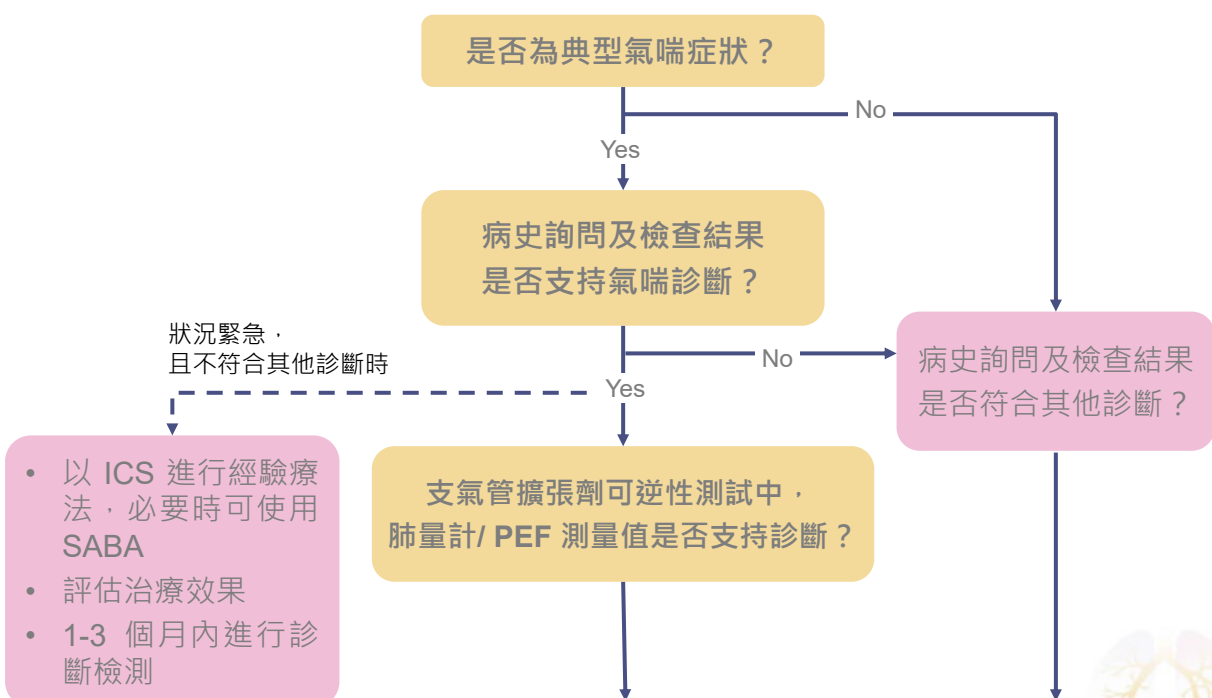 是否為典型氣喘症狀？
No
Yes
病史詢問及檢查結果
是否支持氣喘診斷？
狀況緊急，
且不符合其他診斷時
No
Yes
病史詢問及檢查結果
是否符合其他診斷？
• 以 ICS 進行經驗療
法，必要時可使用
SABA
• 評估治療效果
• 1-3 個月內進行診
斷檢測
支氣管擴張劑可逆性測試中，
肺量計/ PEF 測量值是否支持診斷？